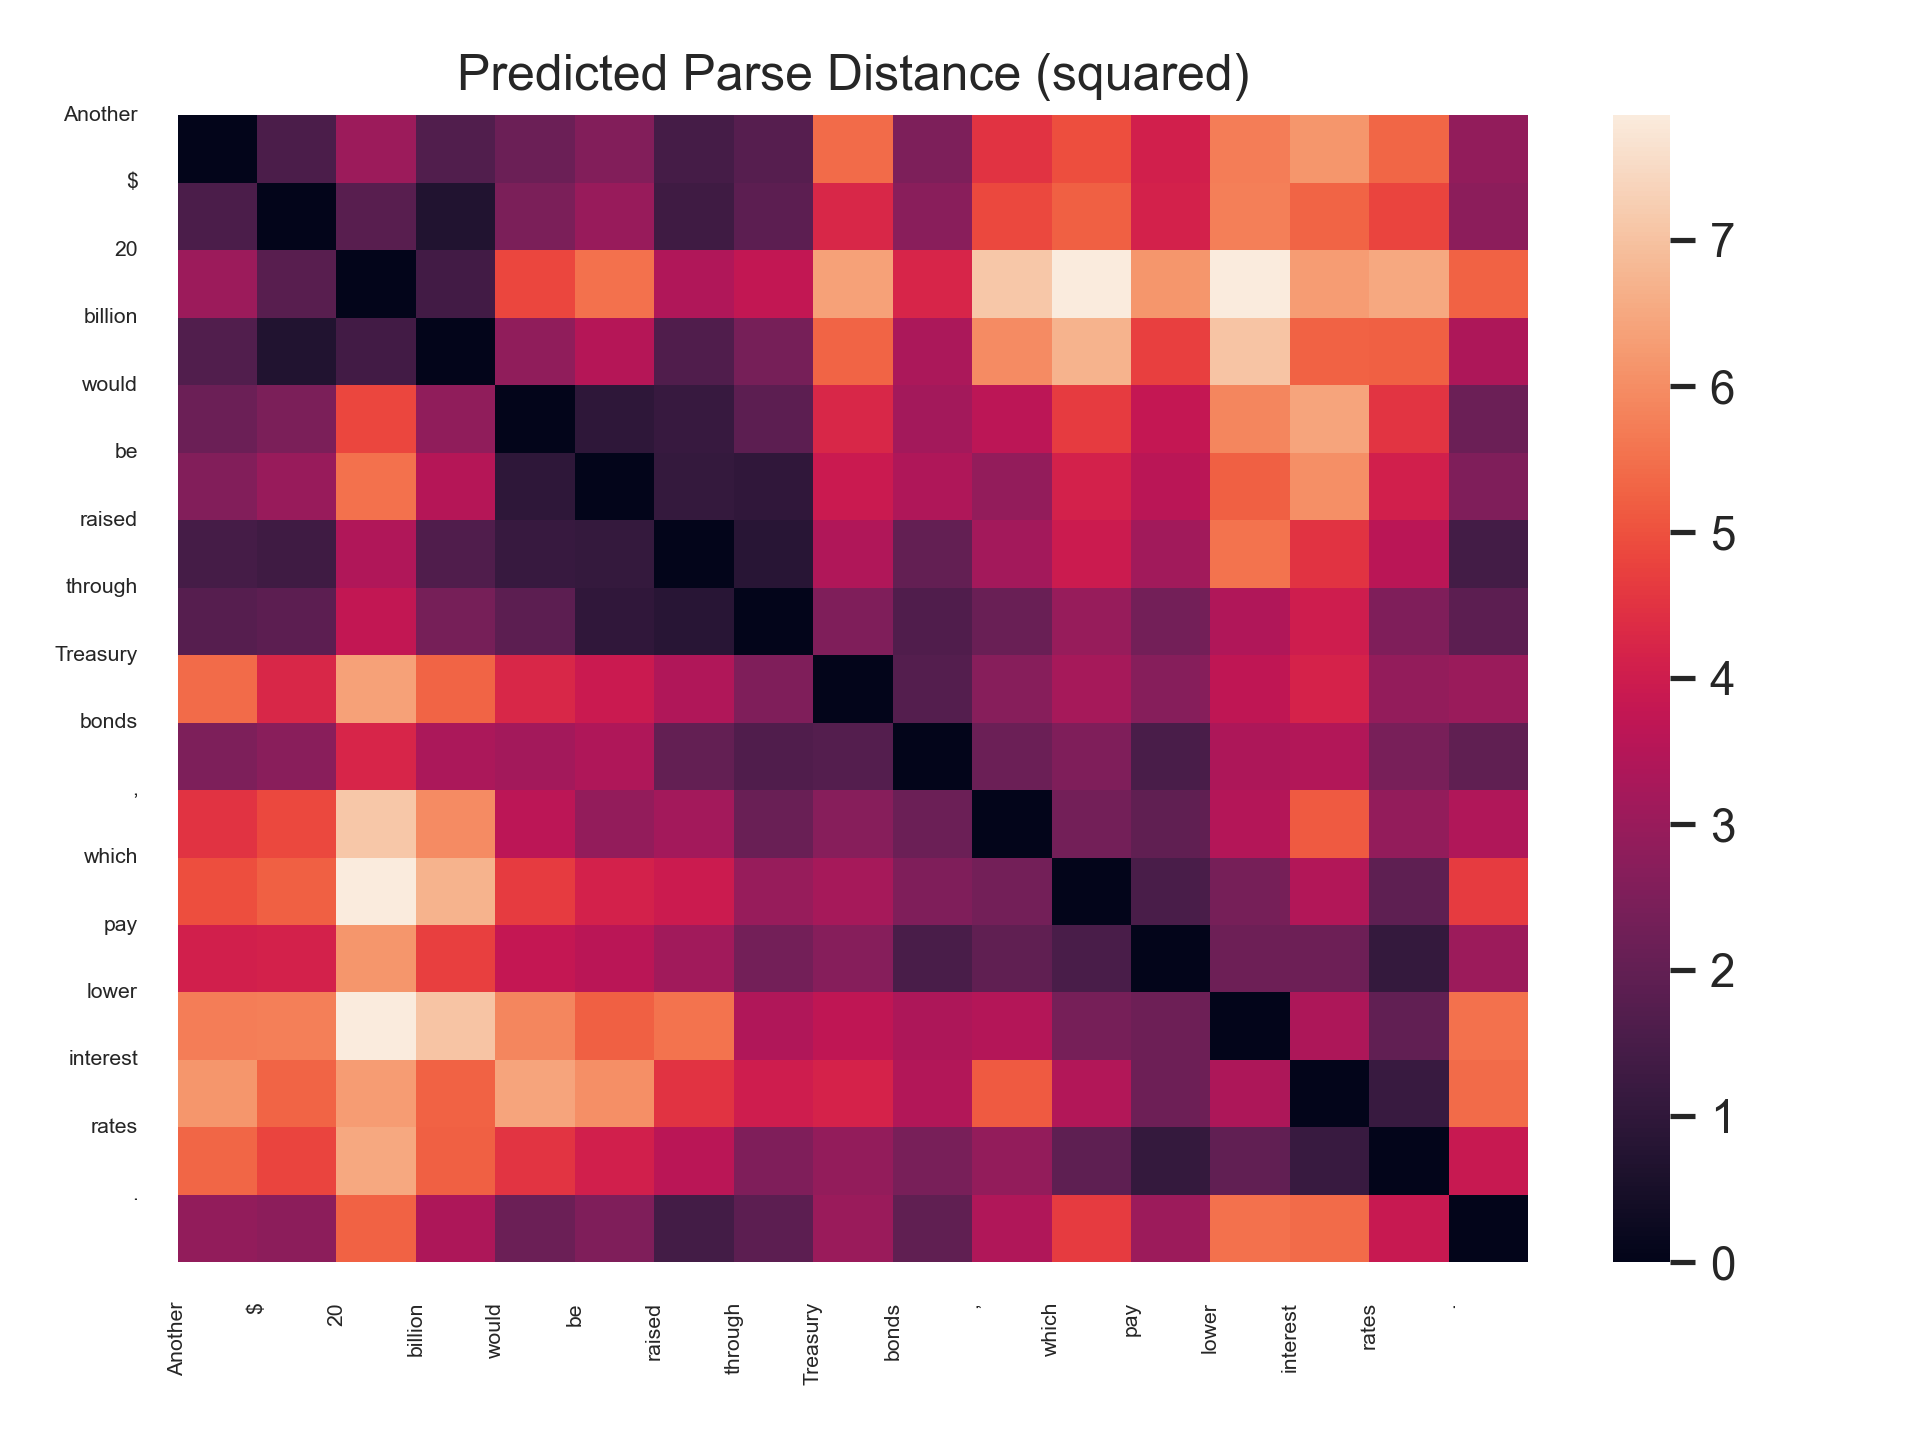 Predicted Parse Distance (squared)
Another
$
20
billion
would
be
raised
through
Treasury
bonds
,
which
pay
lower
interest
rates
.
7
6
5
4
3
2
1
0
Another
$
20
billion
would
be
raised
through
Treasury
bonds
,
which
pay
lower
interest
rates
.